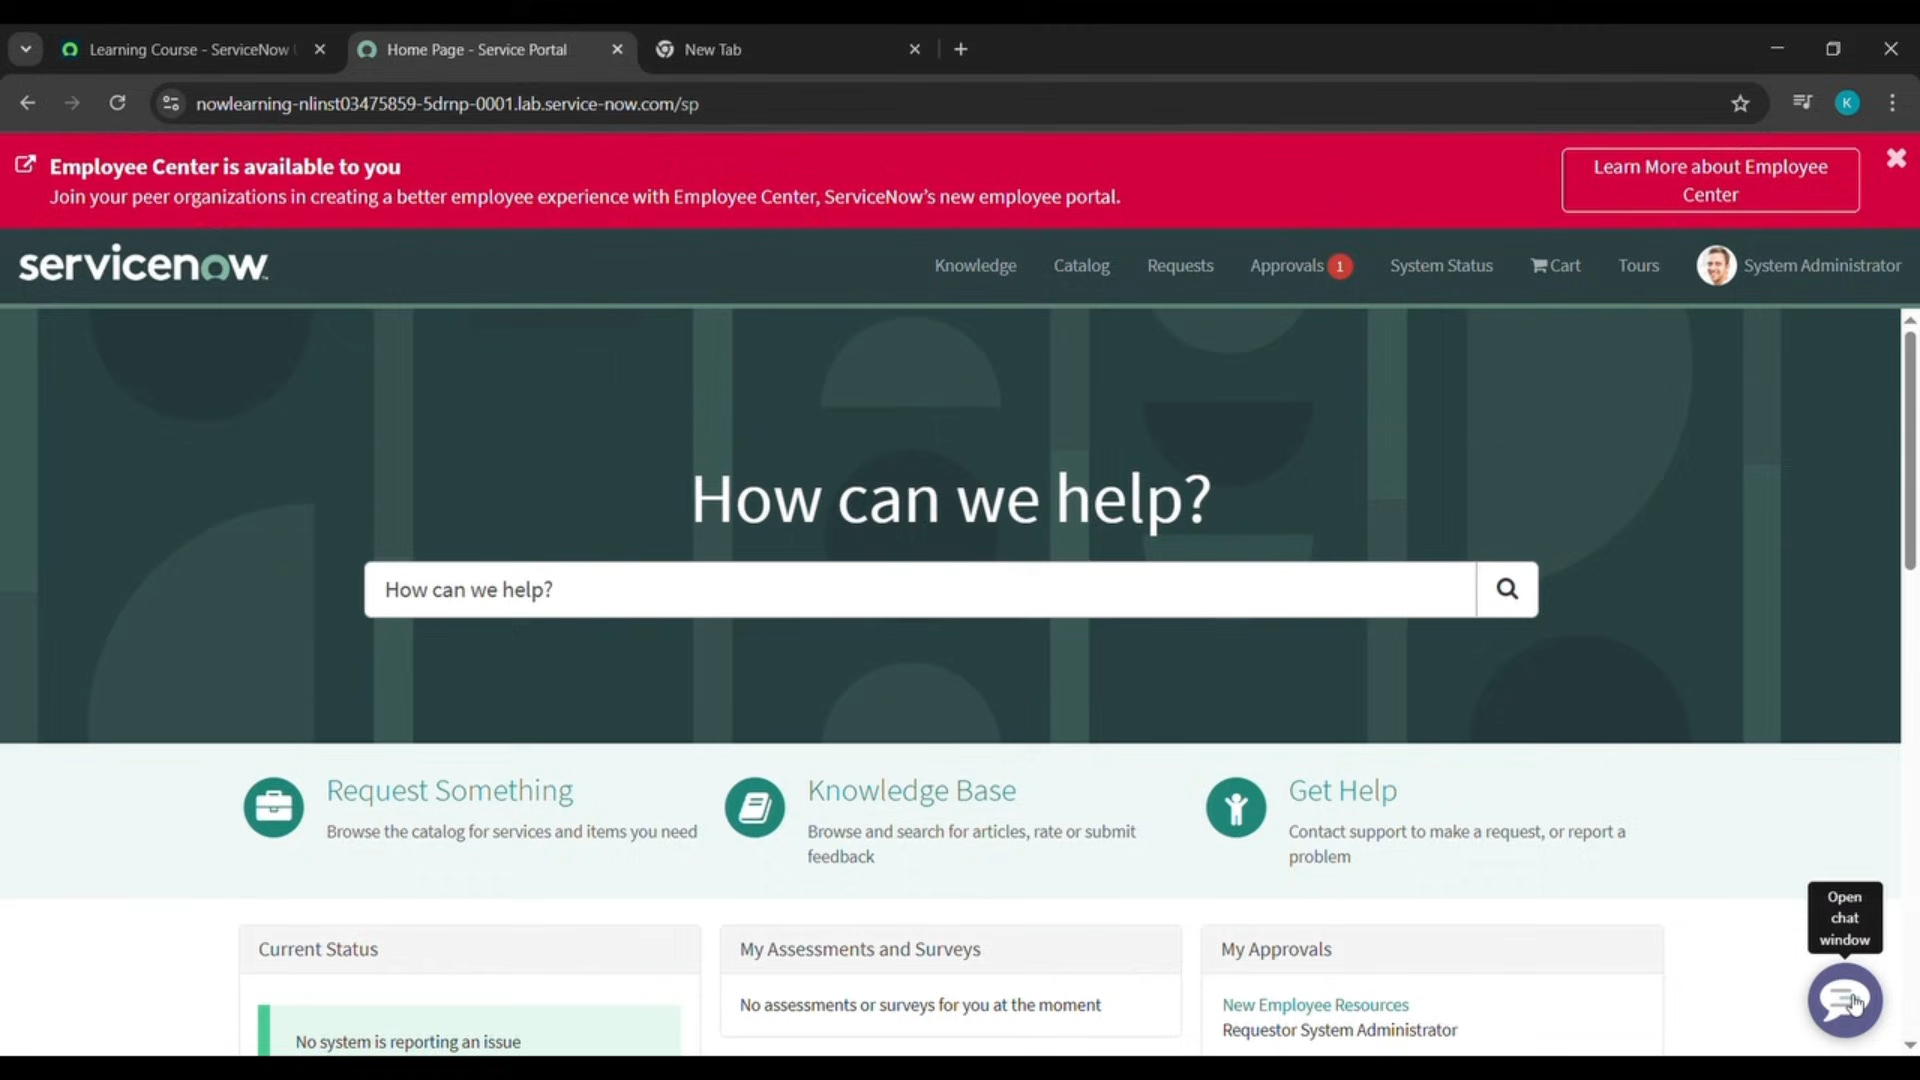 Learning Course - ServiceNow
Home Page - Service Portal
New Tab
nowlearning-nlinst03475859-5drnp-0001.lab.service-now.com/sp
K
Employee Center is available to you
Join your peer organizations in creating a better employee experience with Employee Center, ServiceNow’s new employee portal.
Learn More about Employee
Center
servicenow
Knowledge
Catalog
Requests
Approvals 1
System Status
Cart
Tours
System Administrator
How can we help?
How can we help?
Request Something
Browse the catalog for services and items you need
Knowledge Base
Browse and search for articles, rate or submit
feedback
Get Help
Contact support to make a request, or report a
problem
Open
chat
window
Current Status
No system is reporting an issue
My Assessments and Surveys
No assessments or surveys for you at the moment
My Approvals
New Employee Resources
Requestor System Administrator